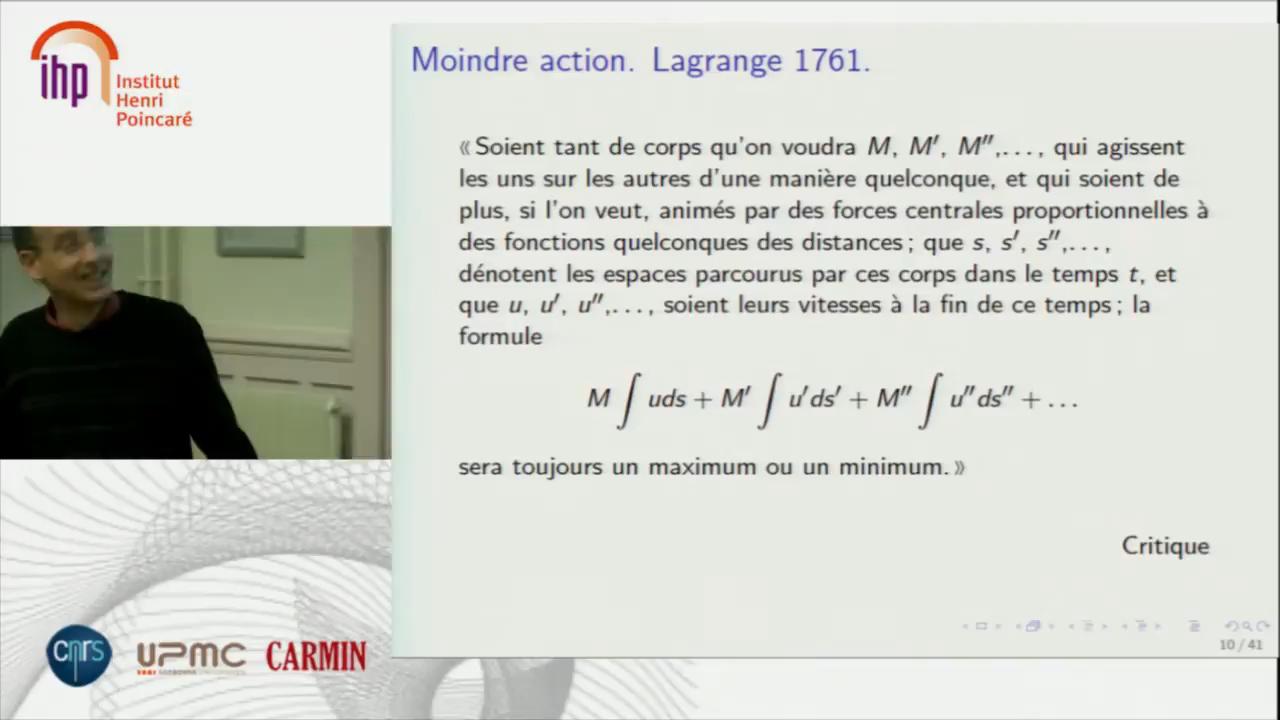 ihp
Institut
Henri
Poincaré
Moindre action. Lagrange 1761.
« Soient tant de corps qu'on voudra M, M′, M″,..., qui agissent
les uns sur les autres d'une manière quelconque, et qui soient de
plus, si l'on veut, animés par des forces centrales proportionnelles à
des fonctions quelconques des distances ; que s, s′, s″,...,
dénotent les espaces parcourus par ces corps dans le temps t, et
que u, u′, u″,..., soient leurs vitesses à la fin de ce temps ; la
formule
M ∫ uds + M′ ∫ u′ds′ + M″ ∫ u″ds″ + ...
sera toujours un maximum ou un minimum. »
Critique
10 / 41
cnrs
UPMC
CARMIN